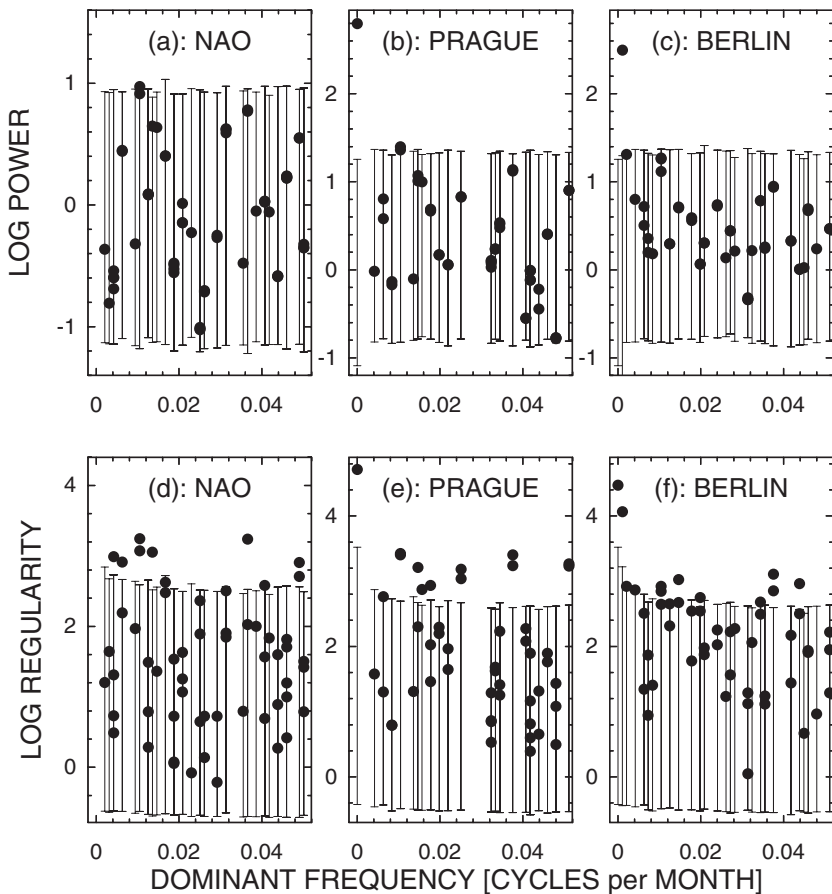 (a): NAO
(b): PRAGUE
(c): BERLIN
LOG POWER
1
0
-1
2
1
0
-1
2
1
0
-1
0 0.02 0.04
0 0.02 0.04
0 0.02 0.04
(d): NAO
(e): PRAGUE
(f): BERLIN
LOG REGULARITY
4
2
0
4
2
0
4
2
0
0 0.02 0.04
0 0.02 0.04
0 0.02 0.04
DOMINANT FREQUENCY [CYCLES per MONTH]